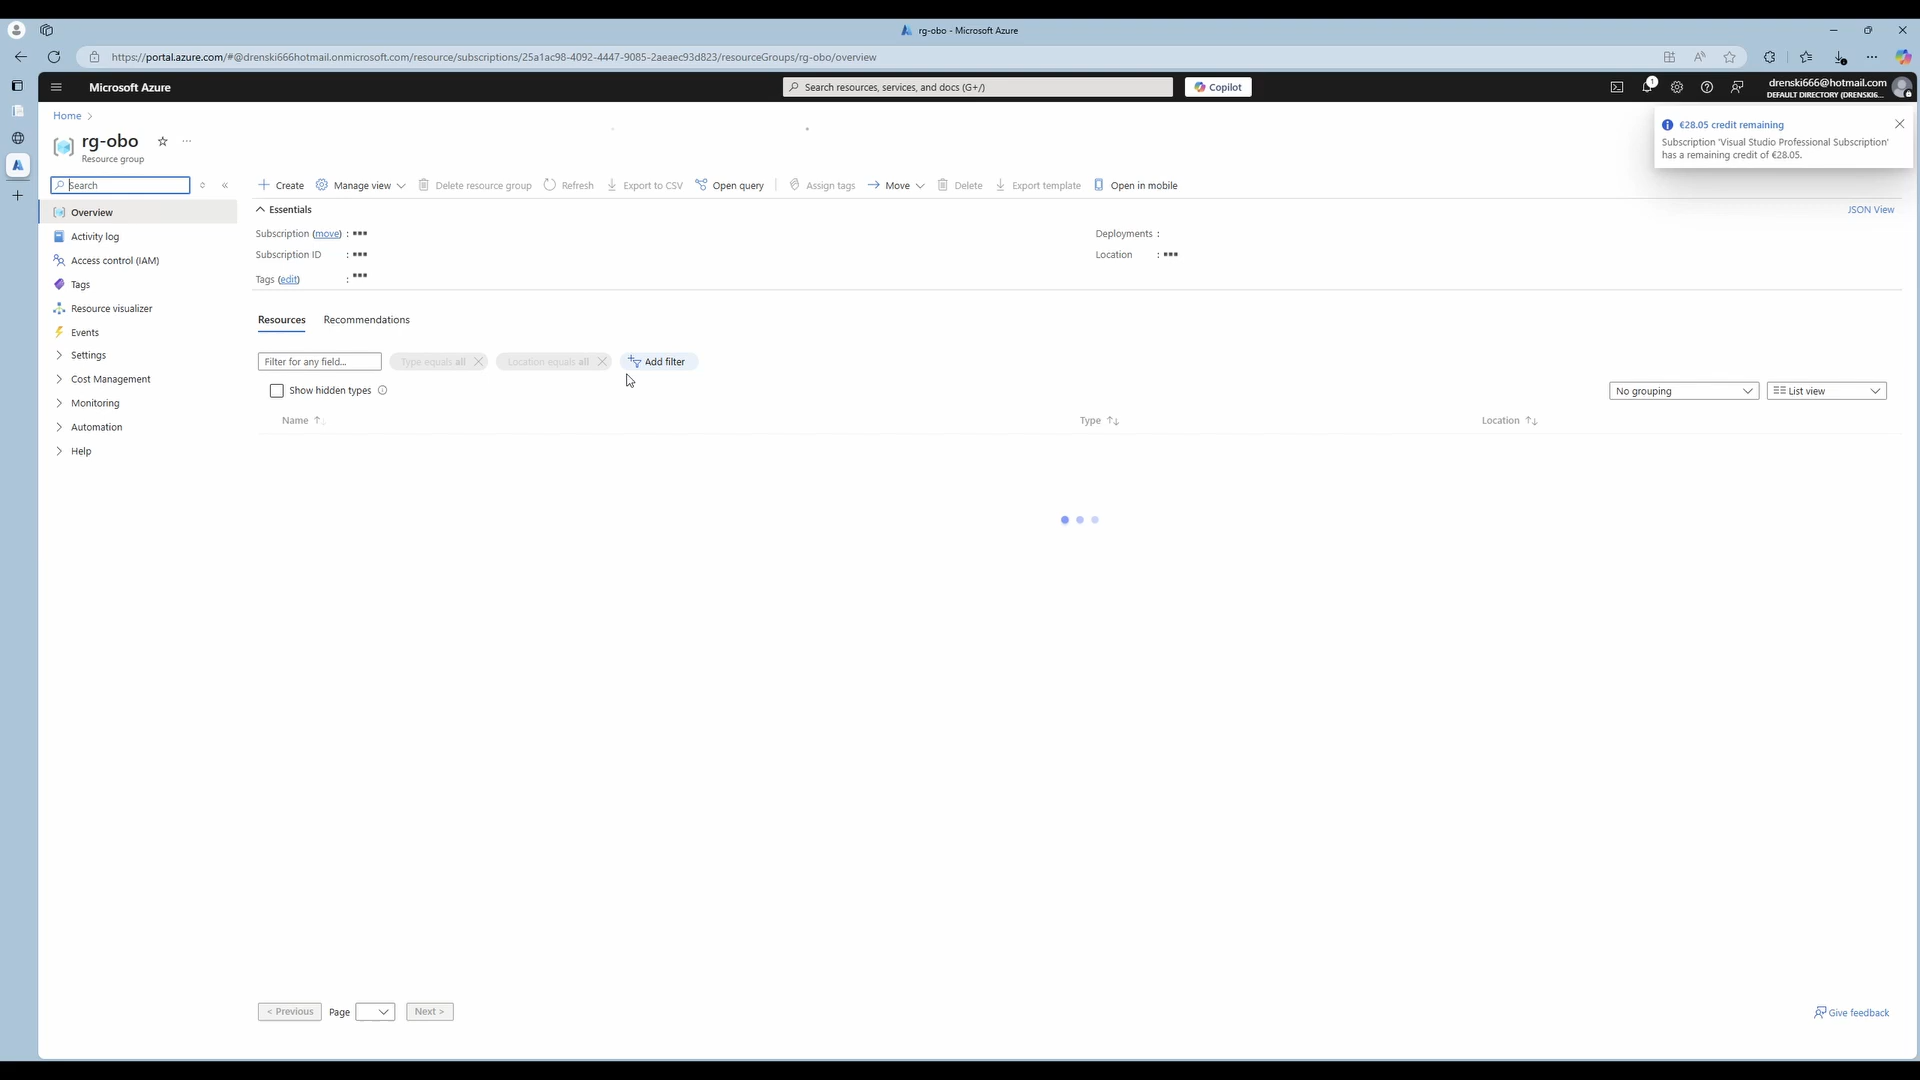 rg-obo - Microsoft Azure
https://portal.azure.com/#@drenski666hotmail.onmicrosoft.com/resource/subscriptions/25a1ac98-4092-4447-9085-2aeaec93d823/resourceGroups/rg-obo/overview
Microsoft Azure
Search resources, services, and docs (G+/)
Copilot
1
drenski666@hotmail.com
DEFAULT DIRECTORY (DRENSKI6...
Home
rg-obo
Resource group
€28.05 credit remaining
Subscription 'Visual Studio Professional Subscription'
has a remaining credit of €28.05.
Search
Create Manage view Delete resource group Refresh Export to CSV Open query Assign tags Move Delete Export template Open in mobile
Overview
Activity log
Access control (IAM)
Tags
Resource visualizer
Events
Settings
Cost Management
Monitoring
Automation
Help
Essentials
JSON View
Subscription (move) :
Deployments :
Subscription ID :
Location :
Tags (edit) :
Resources Recommendations
Filter for any field... Type equals all Location equals all Add filter
Show hidden types
No grouping List view
Name Type Location
< Previous Page Next >
Give feedback